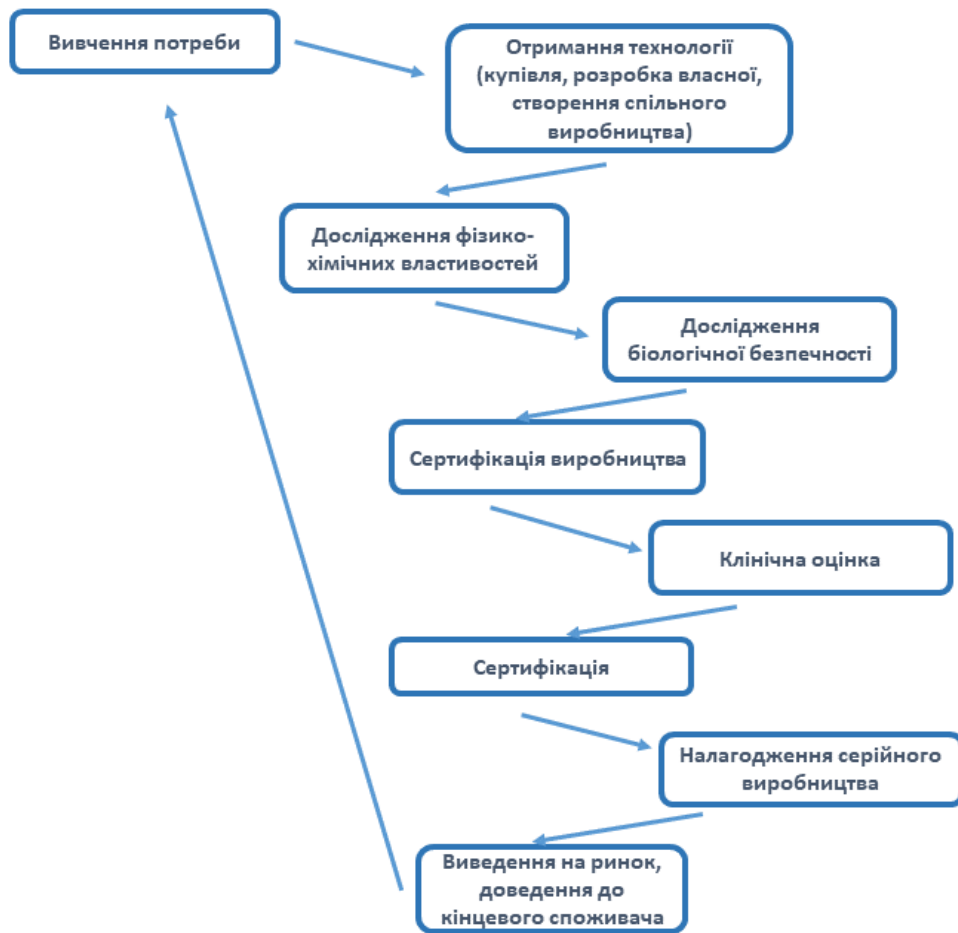 Вивчення потреби
Отримання технології
(купівля, розробка власної,
створення спільного
виробництва)
Дослідження фізико-
хімічних властивостей
Дослідження
біологічної безпечності
Сертифікація виробництва
Клінічна оцінка
Сертифікація
Налагодження серійного
виробництва
Виведення на ринок,
доведення до
кінцевого споживача